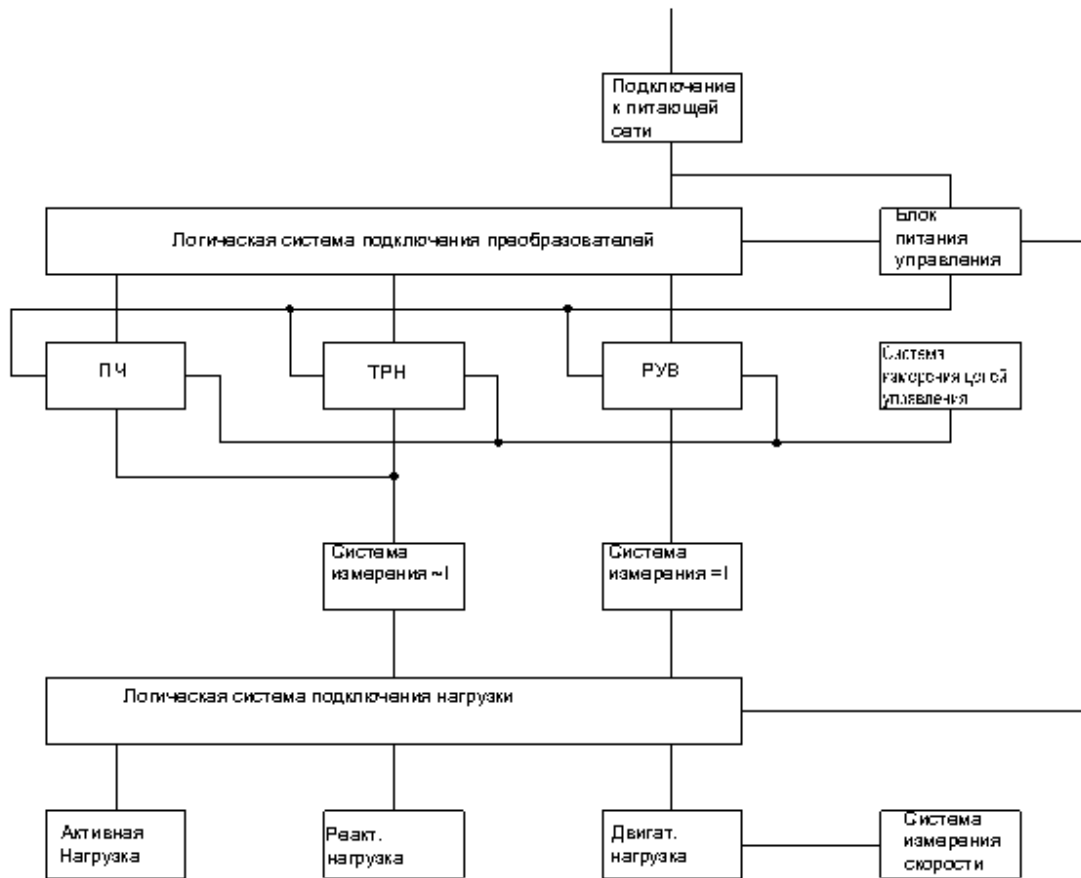 Подключение
к питающей
сети
Логическая система подключения преобразователей
Блок
питания
управления
ПЧ
ТРН
РУВ
Система
измерения цепей
управления
Система
измерения ~I
Система
измерения =I
Логическая система подключения нагрузки
Активная
Нагрузка
Реакт.
нагрузка
Двигат.
нагрузка
Система
измерения
скорости